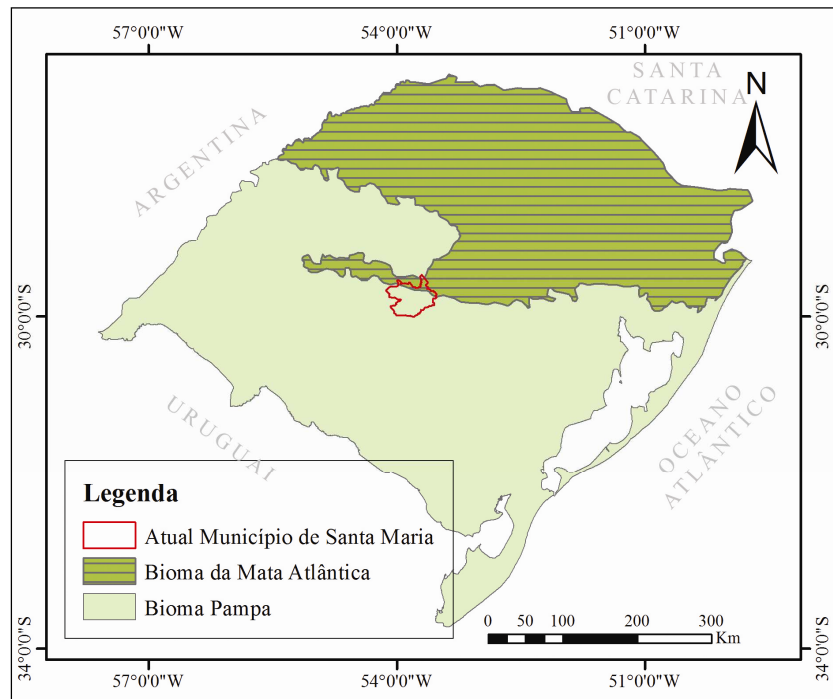 57°0'0"W 54°0'0"W 51°0'0"W
SANTA
CATARINA
N
ARGENTINA
30°0'0"S
30°0'0"S
URUGUAI
OCEANO
ATLÂNTICO
Legenda
Atual Município de Santa Maria
Bioma da Mata Atlântica
Bioma Pampa
0 50 100 200 300
Km
34°0'0"S
34°0'0"S
57°0'0"W 54°0'0"W 51°0'0"W